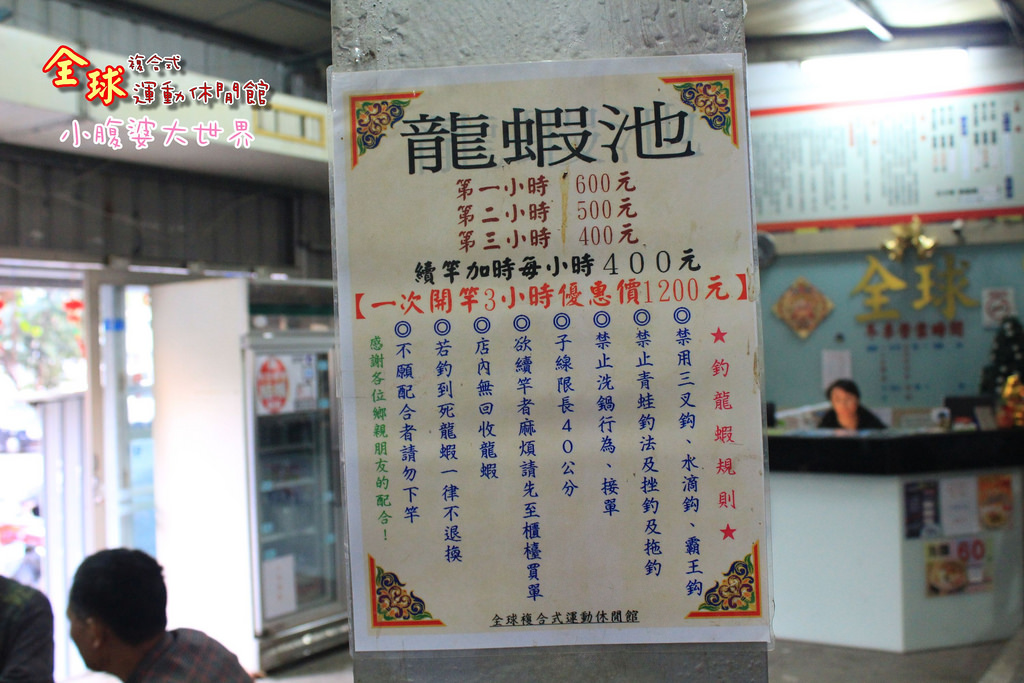 全球 複合式
運動休閒館
小腹婆大世界
龍蝦池
第一小時 600元
第二小時 500元
第三小時 400元
續竿加時每小時400元
【一次開竿3小時優惠價1200元】
★釣龍蝦規則★
◎禁用三叉鈎、水滴鈎、霸王鈎
◎禁止青蛙釣法及挫釣及拖釣
◎禁止洗鍋行為、接單
◎子線限長40公分
◎欲續竿者麻煩請先至櫃檯買單
◎店內無回收龍蝦
◎若釣到死龍蝦一律不退換
◎不願配合者請勿下竿
感謝各位鄉親朋友的配合!
全球複合式運動休閒館
全球
60